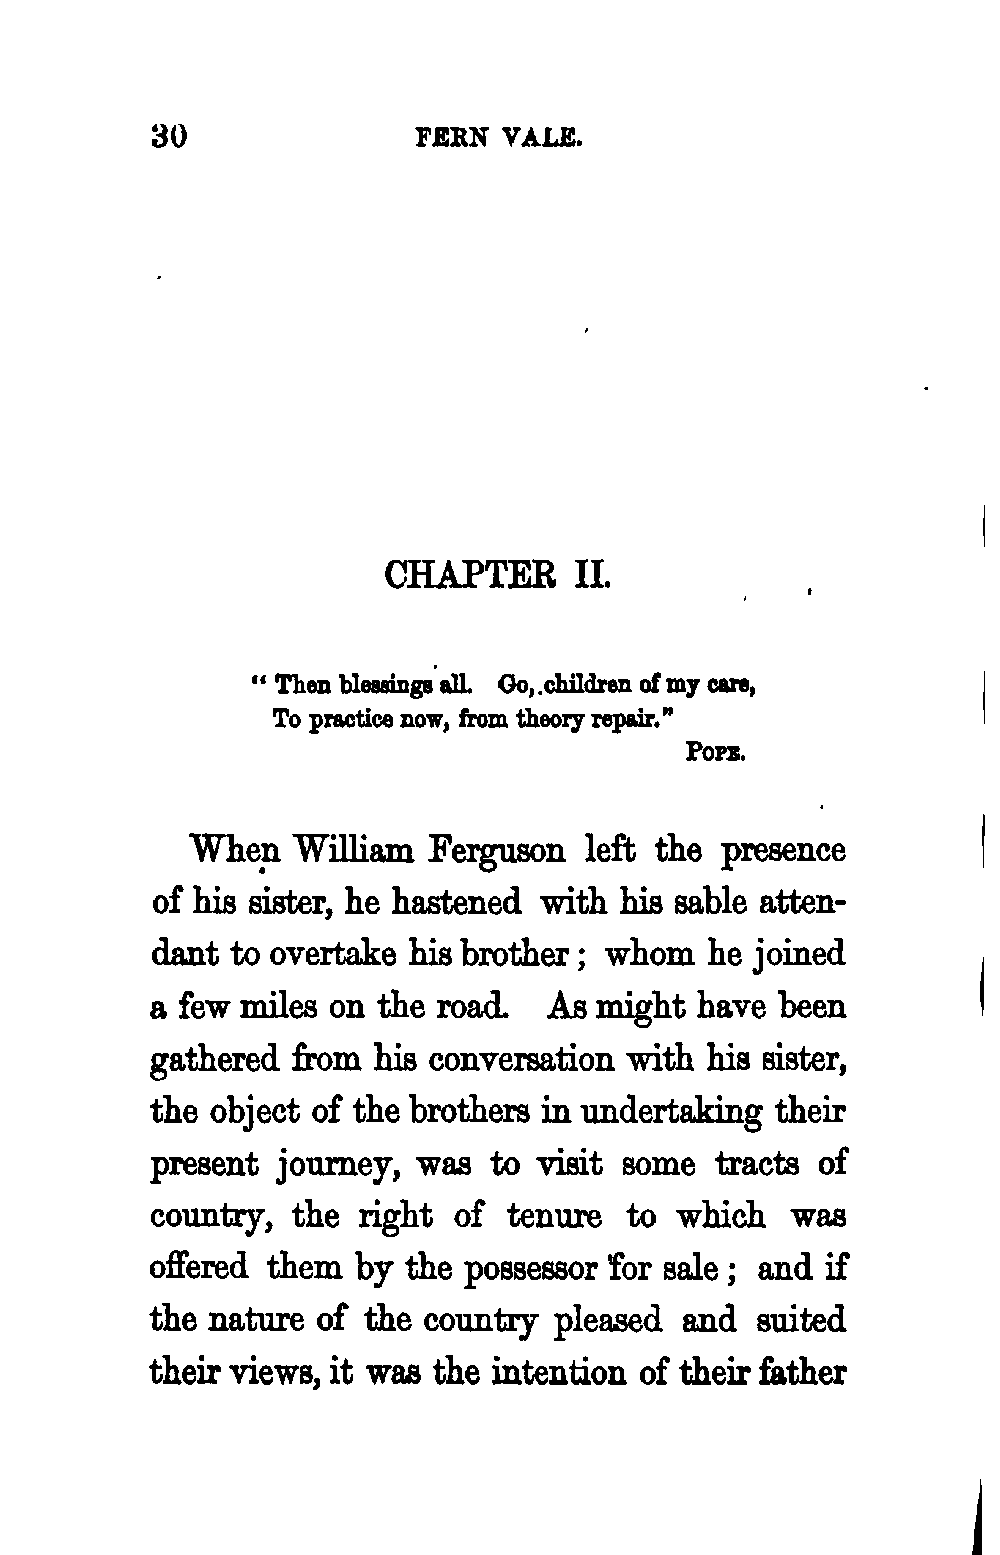 30 FERN VALE.
CHAPTER II.
“ Then blessings all. Go, children of my care,
To practice now, from theory repair.”
POPE.
When William Ferguson left the presence
of his sister, he hastened with his sable atten-
dant to overtake his brother ; whom he joined
a few miles on the road. As might have been
gathered from his conversation with his sister,
the object of the brothers in undertaking their
present journey, was to visit some tracts of
country, the right of tenure to which was
offered them by the possessor for sale ; and if
the nature of the country pleased and suited
their views, it was the intention of their father